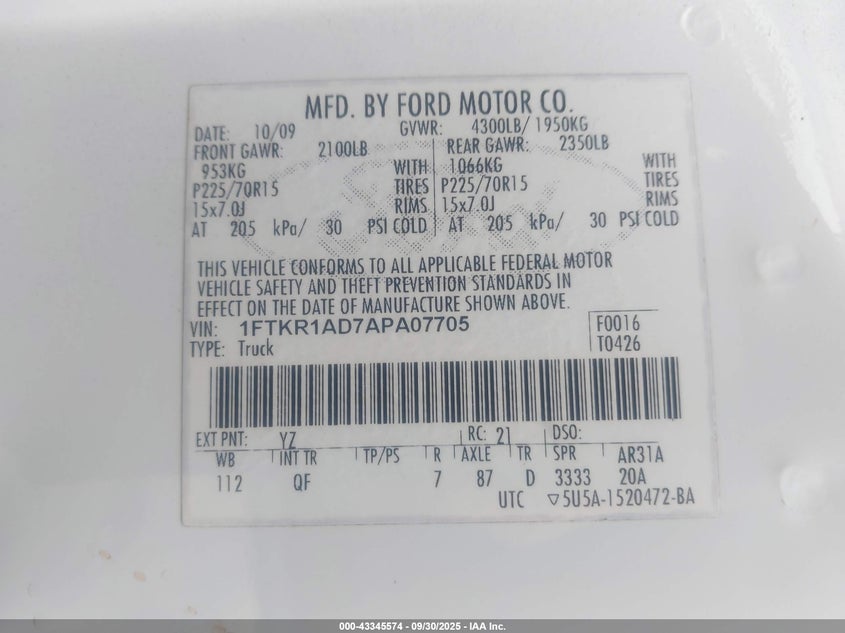 MFD. BY FORD MOTOR CO.
DATE: 10/09 GVWR: 4300LB/ 1950KG
FRONT GAWR: 2100LB REAR GAWR: 2350LB
953KG WITH 1066KG WITH
P225/70R15 TIRES P225/70R15 TIRES
15x7.0J RIMS 15x7.0J RIMS
AT 205 kPa/ 30 PSI COLD AT 205 kPa/ 30 PSI COLD
THIS VEHICLE CONFORMS TO ALL APPLICABLE FEDERAL MOTOR
VEHICLE SAFETY AND THEFT PREVENTION STANDARDS IN
EFFECT ON THE DATE OF MANUFACTURE SHOWN ABOVE.
VIN: 1FTKR1AD7APA07705 F0016
TYPE: Truck T0426
EXT PNT: YZ RC: 21 DSO:
WB INT TR TP/PS R AXLE TR SPR AR31A
112 QF 7 87 D 3333 20A
UTC ▽5U5A-1520472-BA
000-43345574 - 09/30/2025 - IAA Inc.